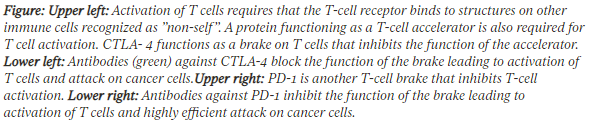 Figure: Upper left: Activation of T cells requires that the T-cell receptor binds to structures on other
immune cells recognized as ”non-self”. A protein functioning as a T-cell accelerator is also required for
T cell activation. CTLA- 4 functions as a brake on T cells that inhibits the function of the accelerator.
Lower left: Antibodies (green) against CTLA-4 block the function of the brake leading to activation of
T cells and attack on cancer cells.Upper right: PD-1 is another T-cell brake that inhibits T-cell
activation. Lower right: Antibodies against PD-1 inhibit the function of the brake leading to
activation of T cells and highly efficient attack on cancer cells.